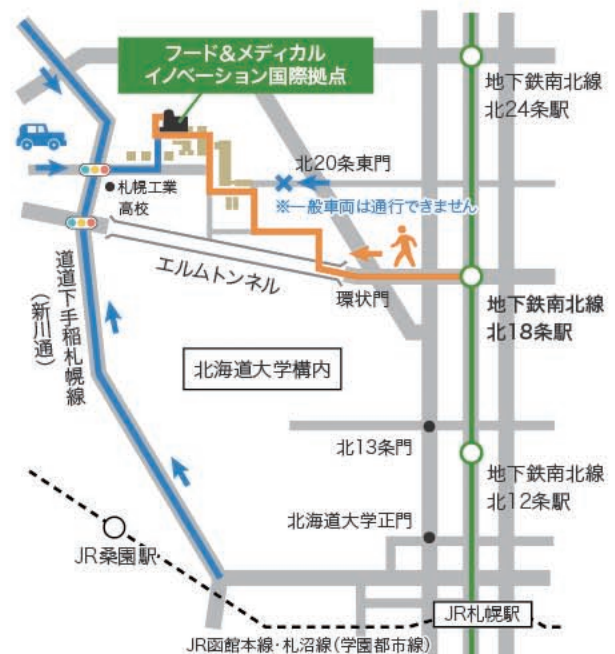 フード&メディカル
イノベーション国際拠点
地下鉄南北線
北24条駅
北20条東門
※一般車両は通行できません
札幌工業
高校
エルムトンネル
環状門
地下鉄南北線
北18条駅
道道下手稲札幌線
(新川通)
北海道大学構内
北13条門
地下鉄南北線
北12条駅
北海道大学正門
JR桑園駅
JR札幌駅
JR函館本線・札沼線(学園都市線)